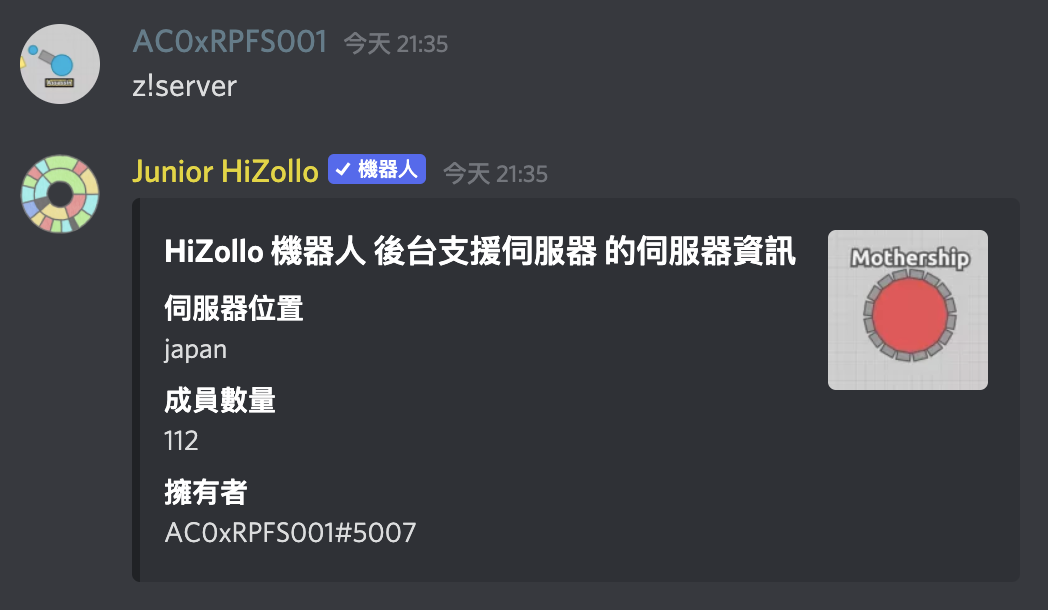 AC0xRPFS001 今天 21:35
z!server
Junior HiZollo ✓ 機器人 今天 21:35
HiZollo 機器人 後台支援伺服器 的伺服器資訊
Mothership
伺服器位置
japan
成員數量
112
擁有者
AC0xRPFS001#5007